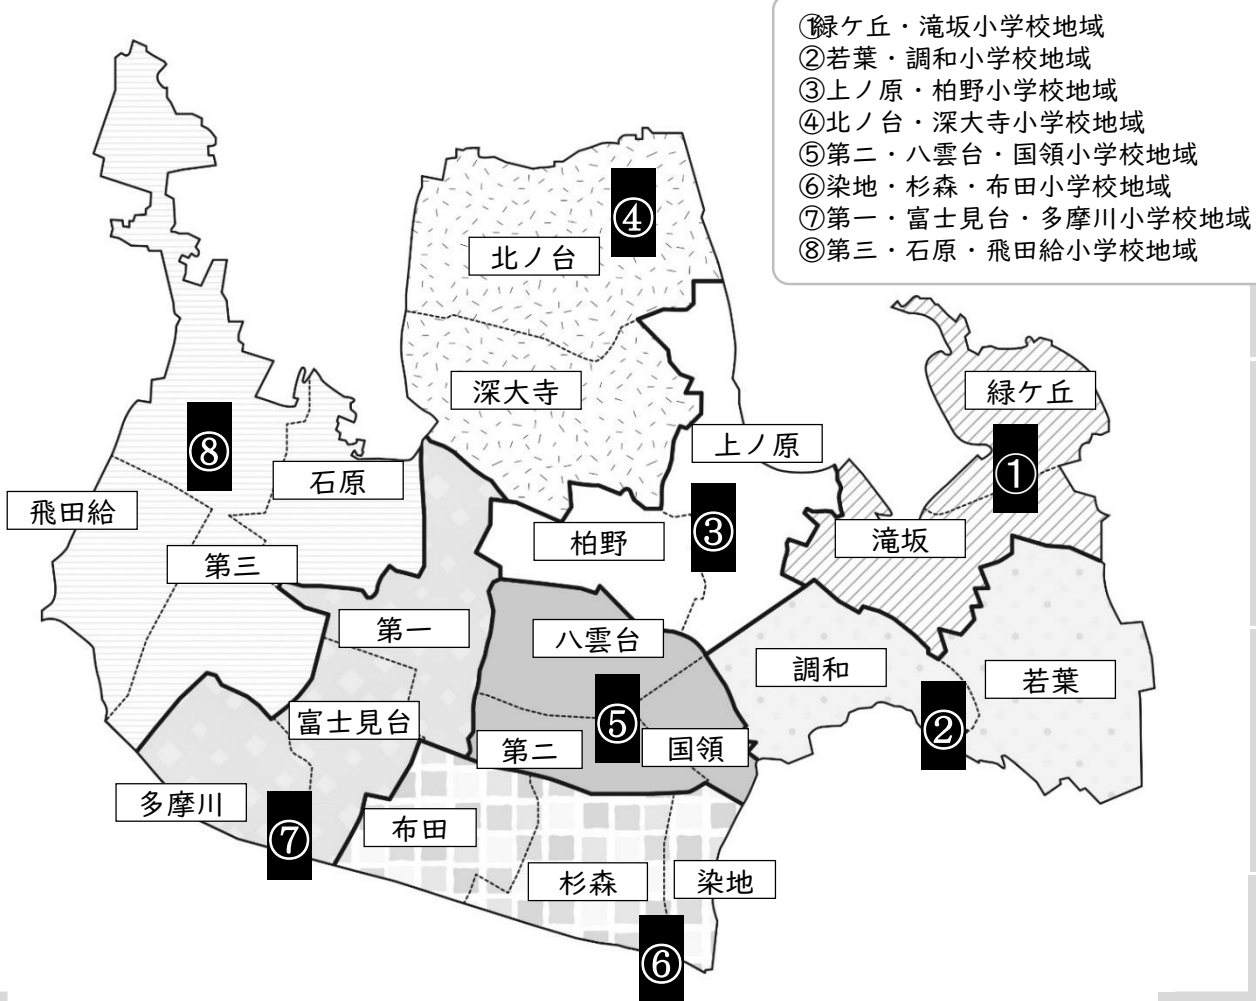 ①緑ケ丘・滝坂小学校地域
②若葉・調和小学校地域
③上ノ原・柏野小学校地域
④北ノ台・深大寺小学校地域
⑤第二・八雲台・国領小学校地域
⑥染地・杉森・布田小学校地域
⑦第一・富士見台・多摩川小学校地域
⑧第三・石原・飛田給小学校地域
④
北ノ台
深大寺
緑ケ丘
⑧
上ノ原
①
石原
飛田給
③
柏野
滝坂
第三
第一
八雲台
調和
若葉
富士見台
⑤
②
第二
国領
多摩川
⑦
布田
杉森
染地
⑥